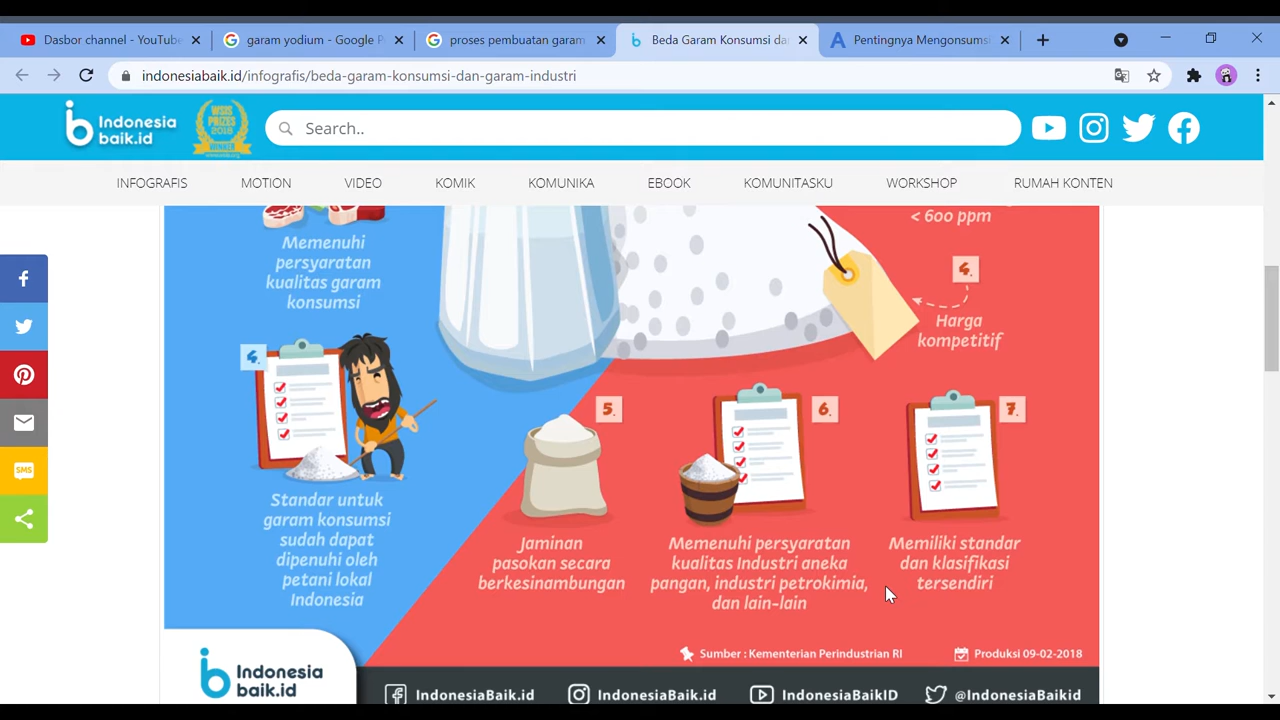 Dasbor channel - YouTube
garam yodium - Google P
proses pembuatan garam
Beda Garam Konsumsi da
Pentingnya Mengonsumsi
indonesiabaik.id/infografis/beda-garam-konsumsi-dan-garam-industri
Indonesia
baik.id
WSIS
PRIZES
2018
WINNER
Search..
INFOGRAFIS
MOTION
VIDEO
KOMIK
KOMUNIKA
EBOOK
KOMUNITASKU
WORKSHOP
RUMAH KONTEN
< 600 ppm
Memenuhi
persyaratan
kualitas garam
konsumsi
4.
Harga
kompetitif
4.
Standar untuk
garam konsumsi
sudah dapat
dipenuhi oleh
petani lokal
Indonesia
5.
Jaminan
pasokan secara
berkesinambungan
6.
Memenuhi persyaratan
kualitas Industri aneka
pangan, industri petrokimia,
dan lain-lain
7.
Memiliki standar
dan klasifikasi
tersendiri
SMS
Sumber : Kementerian Perindustrian RI
Produksi 09-02-2018
Indonesia
baik.id
IndonesiaBaik.id
IndonesiaBaik.id
IndonesiaBaikID
@IndonesiaBaikid